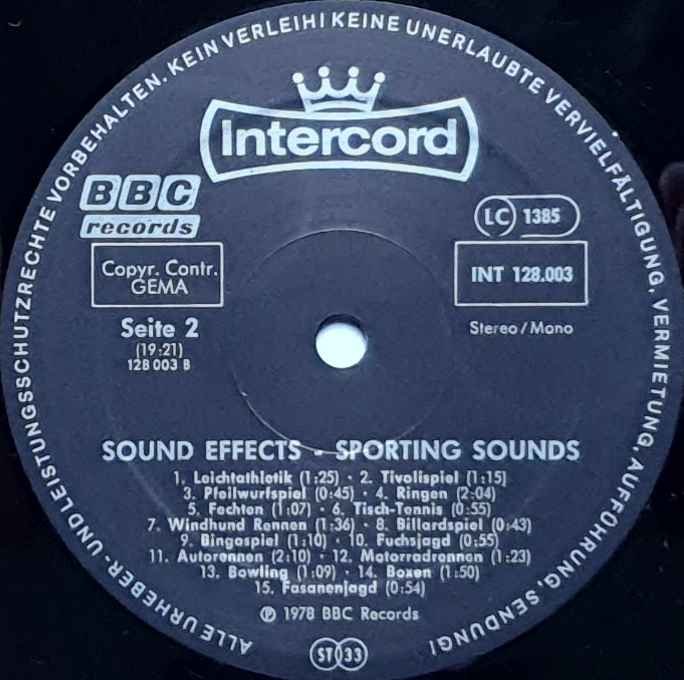 ALLE URHEBER- UND LEISTUNGSSCHUTZRECHTE VORBEHALTEN. KEIN VERLEIH! KEINE UNERLAUBTE VERVIELFÄLTIGUNG, VERMIETUNG, AUFFÜHRUNG, SENDUNG!
Intercord
BBC
records
LC 1385
Copyr. Contr.
GEMA
INT 128.003
Seite 2
(19:21)
128 003 B
Stereo/Mono
SOUND EFFECTS - SPORTING SOUNDS
1. Leichtathletik (1:25) · 2. Tivolispiel (1:15)
3. Pfeilwurfspiel (0:45) · 4. Ringen (2:04)
5. Fechten (1:07) · 6. Tisch-Tennis (0:55)
7. Windhund Rennen (1:36) · 8. Billardspiel (0:43)
9. Bingospiel (1:10) · 10. Fuchsjagd (0:55)
11. Autorennen (2:10) · 12. Motorradrennen (1:23)
13. Bowling (1:09) · 14. Boxen (1:50)
15. Fasanenjagd (0:54)
℗ 1978 BBC Records
ST 33